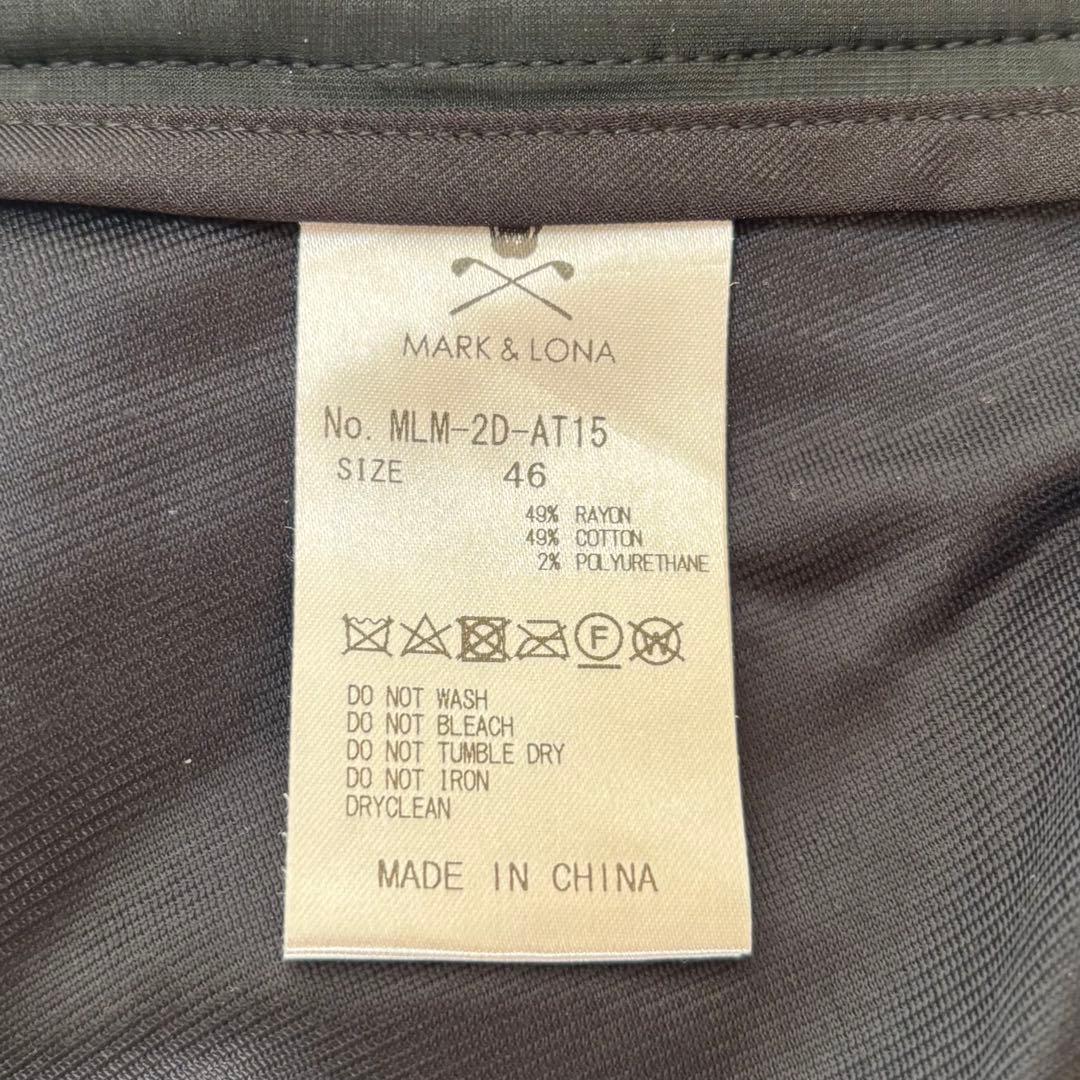 MARK & LONA
No. MLM-2D-AT15
SIZE 46
49% RAYON
49% COTTON
2% POLYURETHANE
F W
DO NOT WASH
DO NOT BLEACH
DO NOT TUMBLE DRY
DO NOT IRON
DRYCLEAN
MADE IN CHINA